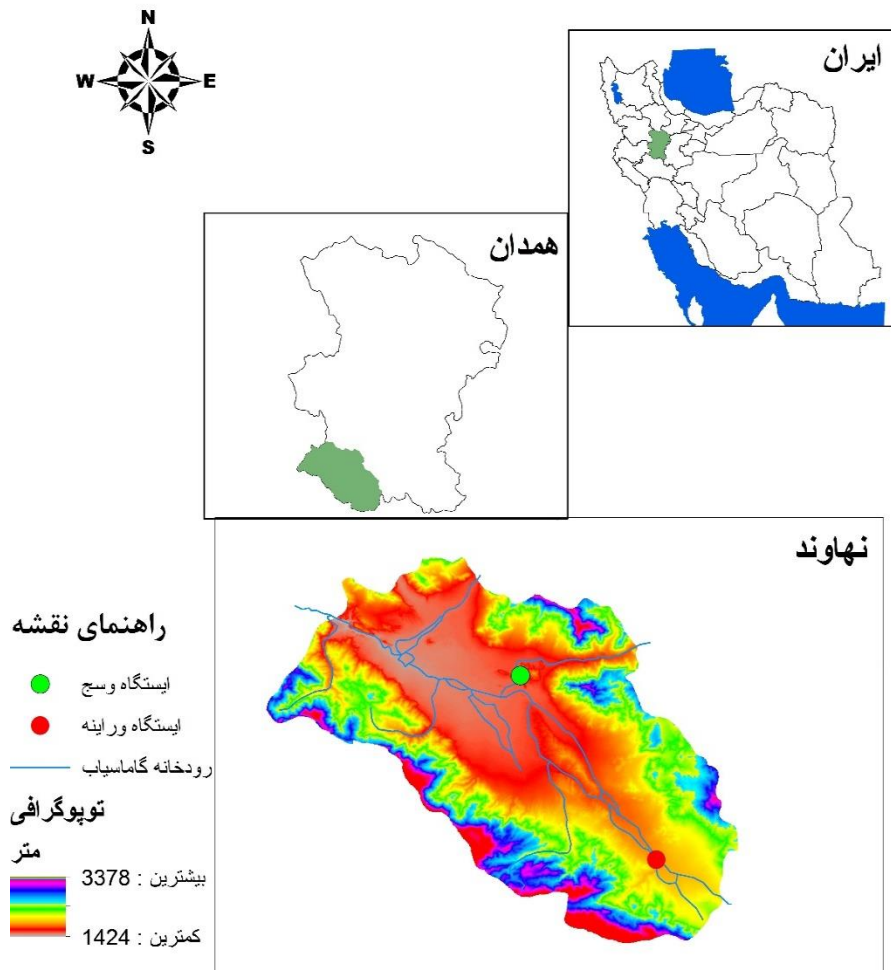 N
W E
S
ایران
همدان
نهاوند
راهنمای نقشه
ایستگاه وسج
ایستگاه وراینه
رودخانه گاماسیاب
توپوگرافی
متر
بیشترین : 3378
کمترین : 1424